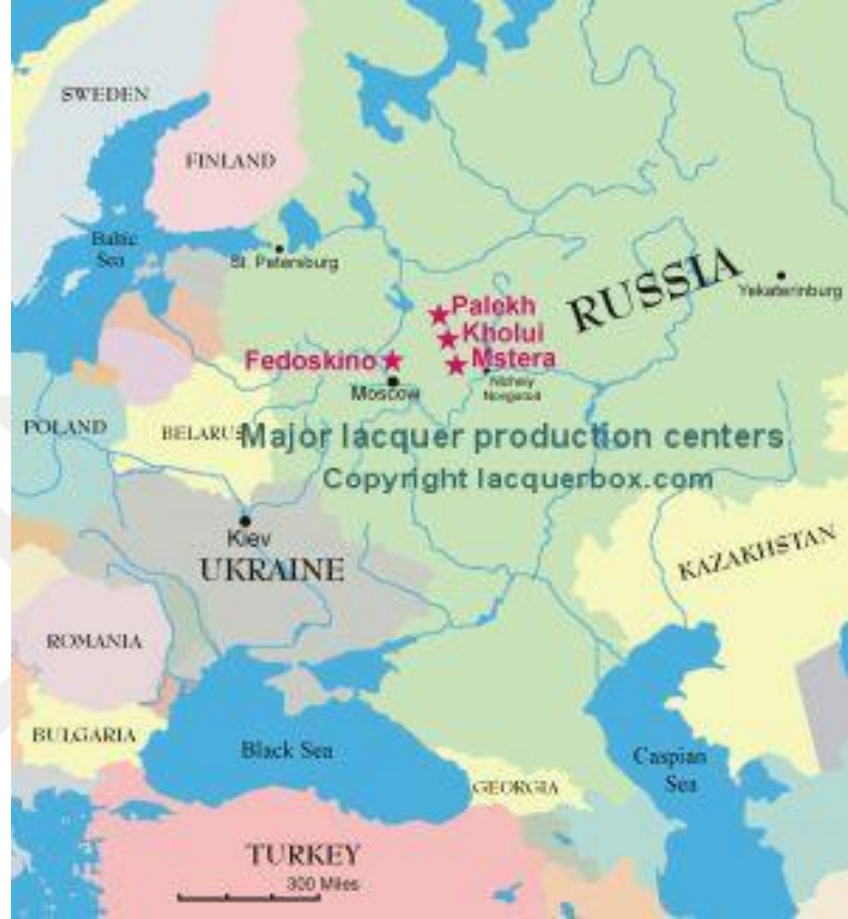 SWEDEN
FINLAND
Baltic
Sea
St. Petersburg
RUSSIA
Yekaterinburg
Palekh
Kholui
Fedoskino
Mstera
Moscow
Nizhniy
Novgorod
POLAND
BELARUS
Major lacquer production centers
Copyright lacquerbox.com
Kiev
UKRAINE
KAZAKHSTAN
ROMANIA
BULGARIA
Black Sea
Caspian
Sea
GEORGIA
TURKEY
300 Miles